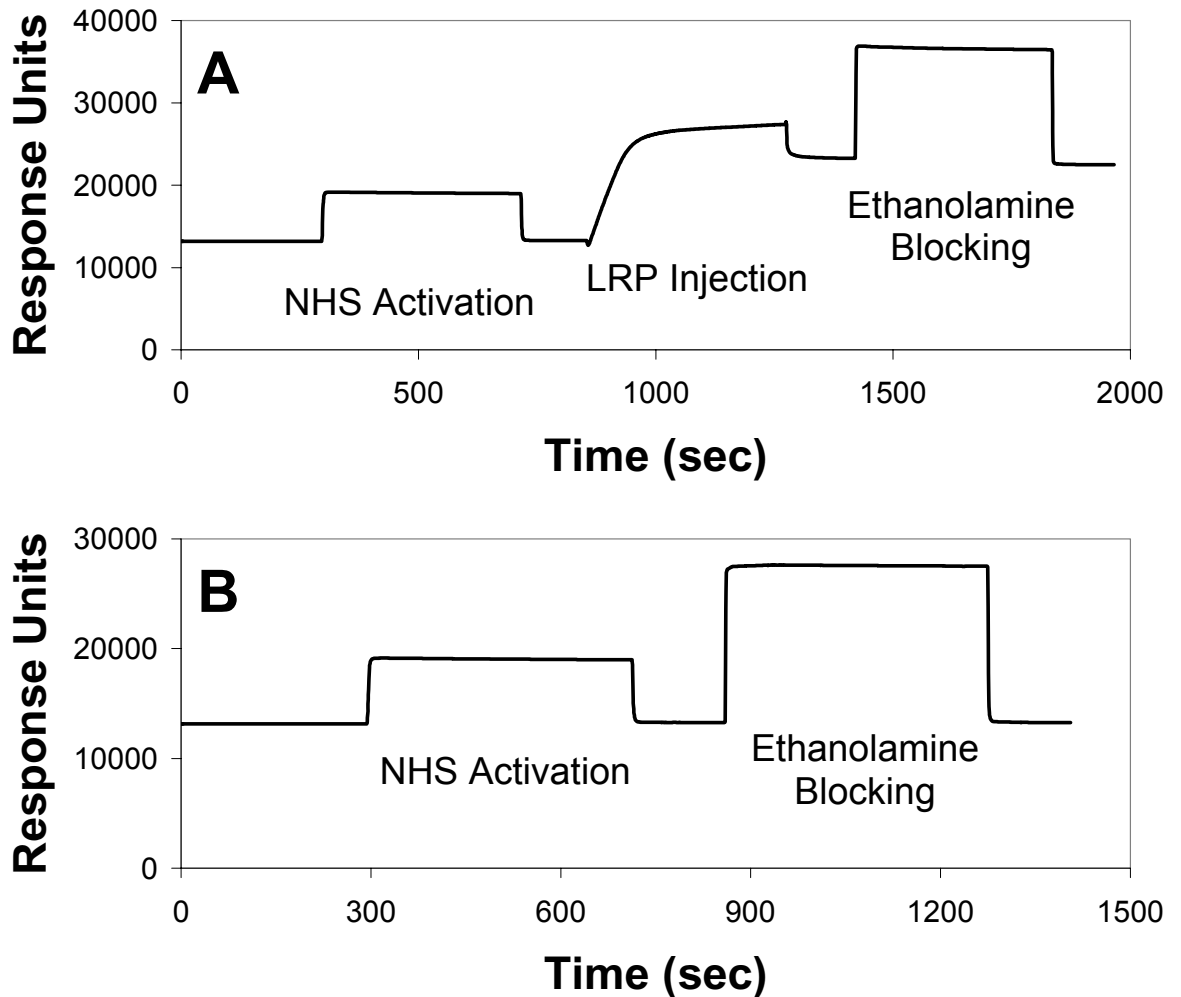 A
Response Units
40000
30000
20000
10000
0
NHS Activation
LRP Injection
Ethanolamine
Blocking
0 500 1000 1500 2000
Time (sec)
B
Response Units
30000
20000
10000
0
NHS Activation
Ethanolamine
Blocking
0 300 600 900 1200 1500
Time (sec)